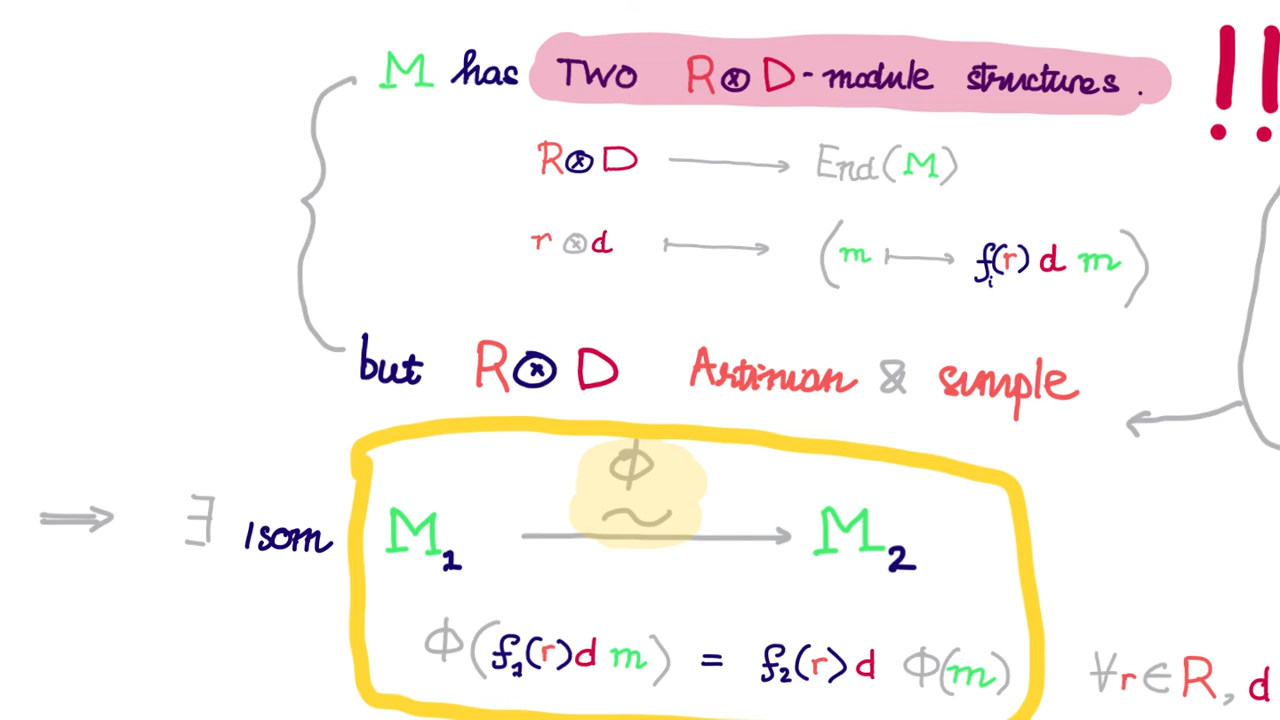 M has TWO R⊗D-module structures. !!
R⊗D ⟶ End(M)
r⊗d ⟼ (m ⟼ fᵢ(r) d m)
but R⊗D Artinian & simple
⟹ ∃ isom M₁ ⟶ M₂
ϕ ~
ϕ(f₁(r)d m) = f₂(r)d ϕ(m) ∀r∈R, d